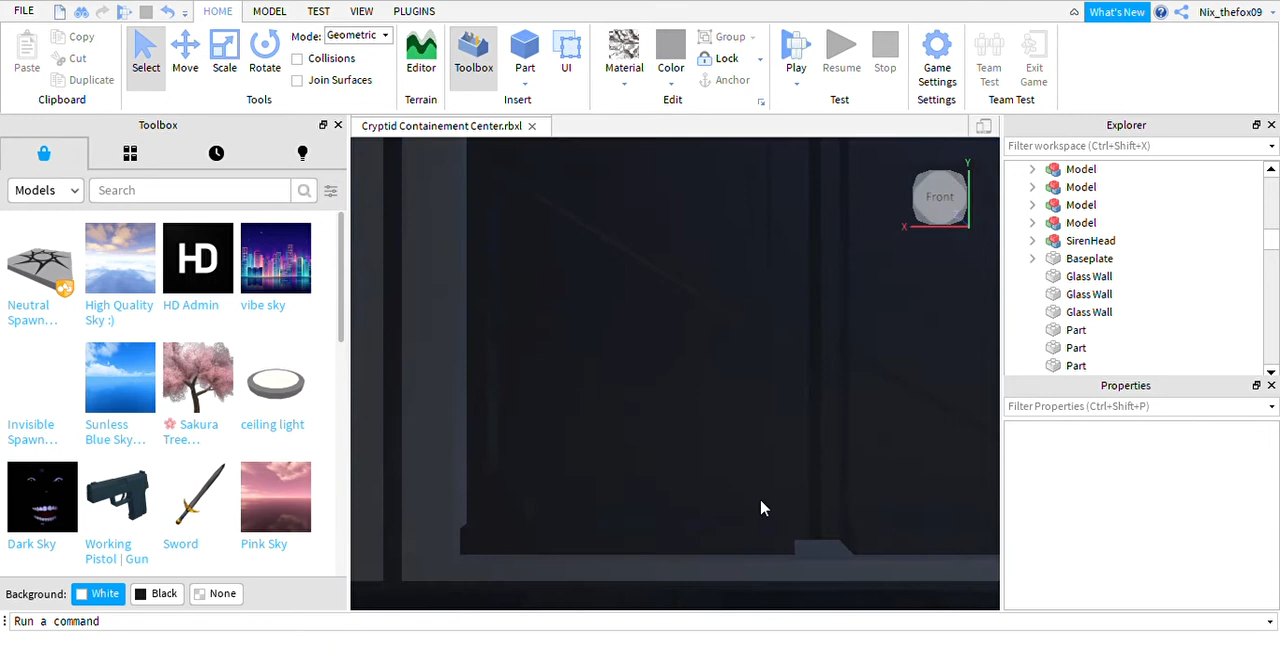 FILE HOME MODEL TEST VIEW PLUGINS What's New Nix_thefox09
Paste Copy Cut Duplicate Clipboard
Select Move Scale Rotate Mode: Geometric Collisions Join Surfaces Tools
Editor Terrain
Toolbox Part UI Insert
Material Color Group Lock Anchor Edit
Play Resume Stop Test
Game Settings Settings
Team Test Exit Game Team Test
Toolbox
Models Search
Neutral Spawn...
High Quality Sky :)
HD
HD Admin
vibe sky
Invisible Spawn...
Sunless Blue Sky...
🌸 Sakura Tree...
ceiling light
Dark Sky
Working Pistol | Gun
Sword
Pink Sky
Background: White Black None
Cryptid Containement Center.rbxl
Front
Y
X
Explorer
Filter workspace (Ctrl+Shift+X)
Model
Model
Model
Model
SirenHead
Baseplate
Glass Wall
Glass Wall
Glass Wall
Part
Part
Part
Properties
Filter Properties (Ctrl+Shift+P)
Run a command